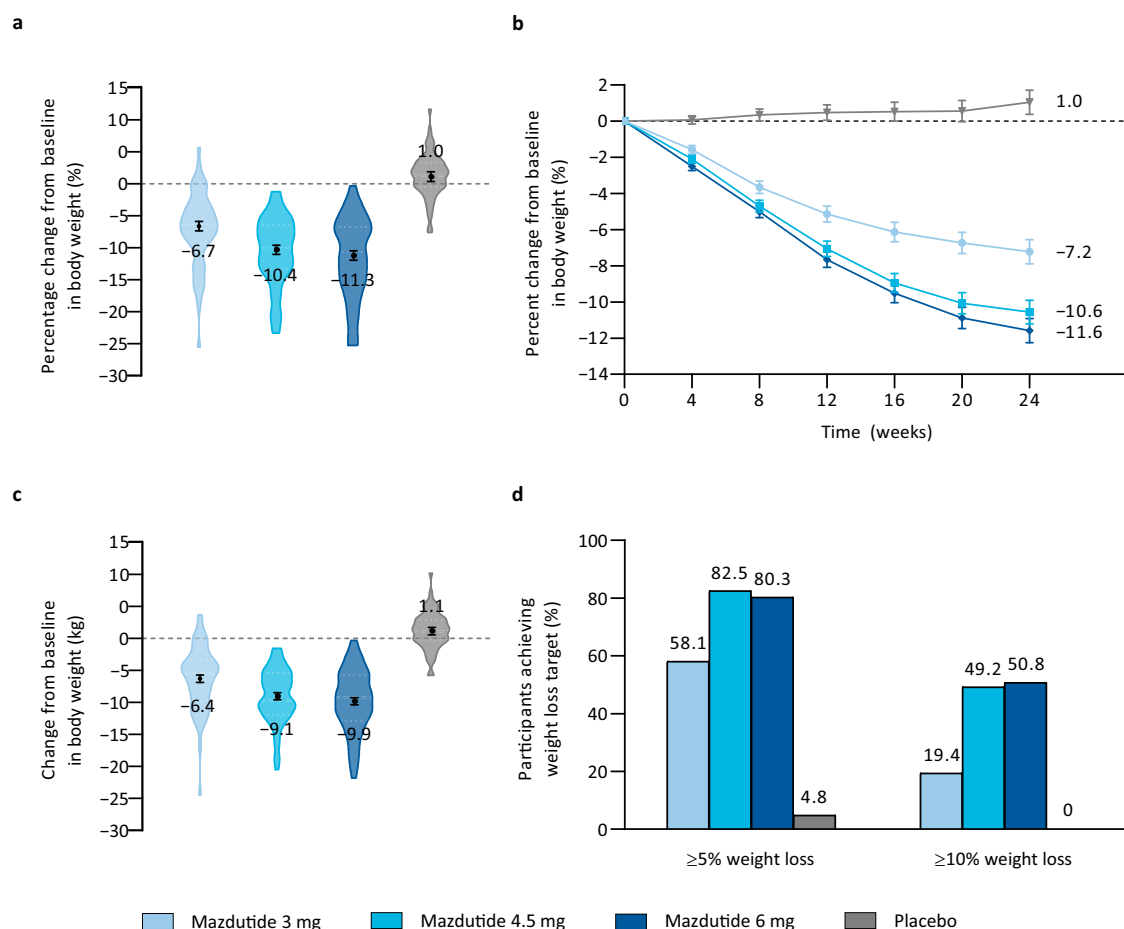 a
Percentage change from baseline
in body weight (%)
15
10
0
0
−5
−10
−15
−20
−25
−30
−6.7
−10.4
−11.3
1.0
b
Percent change from baseline
in body weight (%)
2
0
−2
−4
−6
−8
−10
−12
−14
1.0
−7.2
−10.6
−11.6
0 4 8 12 16 20 24
Time (weeks)
c
Change from baseline
in body weight (kg)
15
10
0
0
−5
−10
−15
−20
−25
−30
−6.4
−9.1
−9.9
1.1
d
Participants achieving
weight loss target (%)
100
80
60
40
20
0
58.1
82.5
80.3
4.8
19.4
49.2
50.8
0
≥5% weight loss
≥10% weight loss
Mazdutide 3 mg
Mazdutide 4.5 mg
Mazdutide 6 mg
Placebo